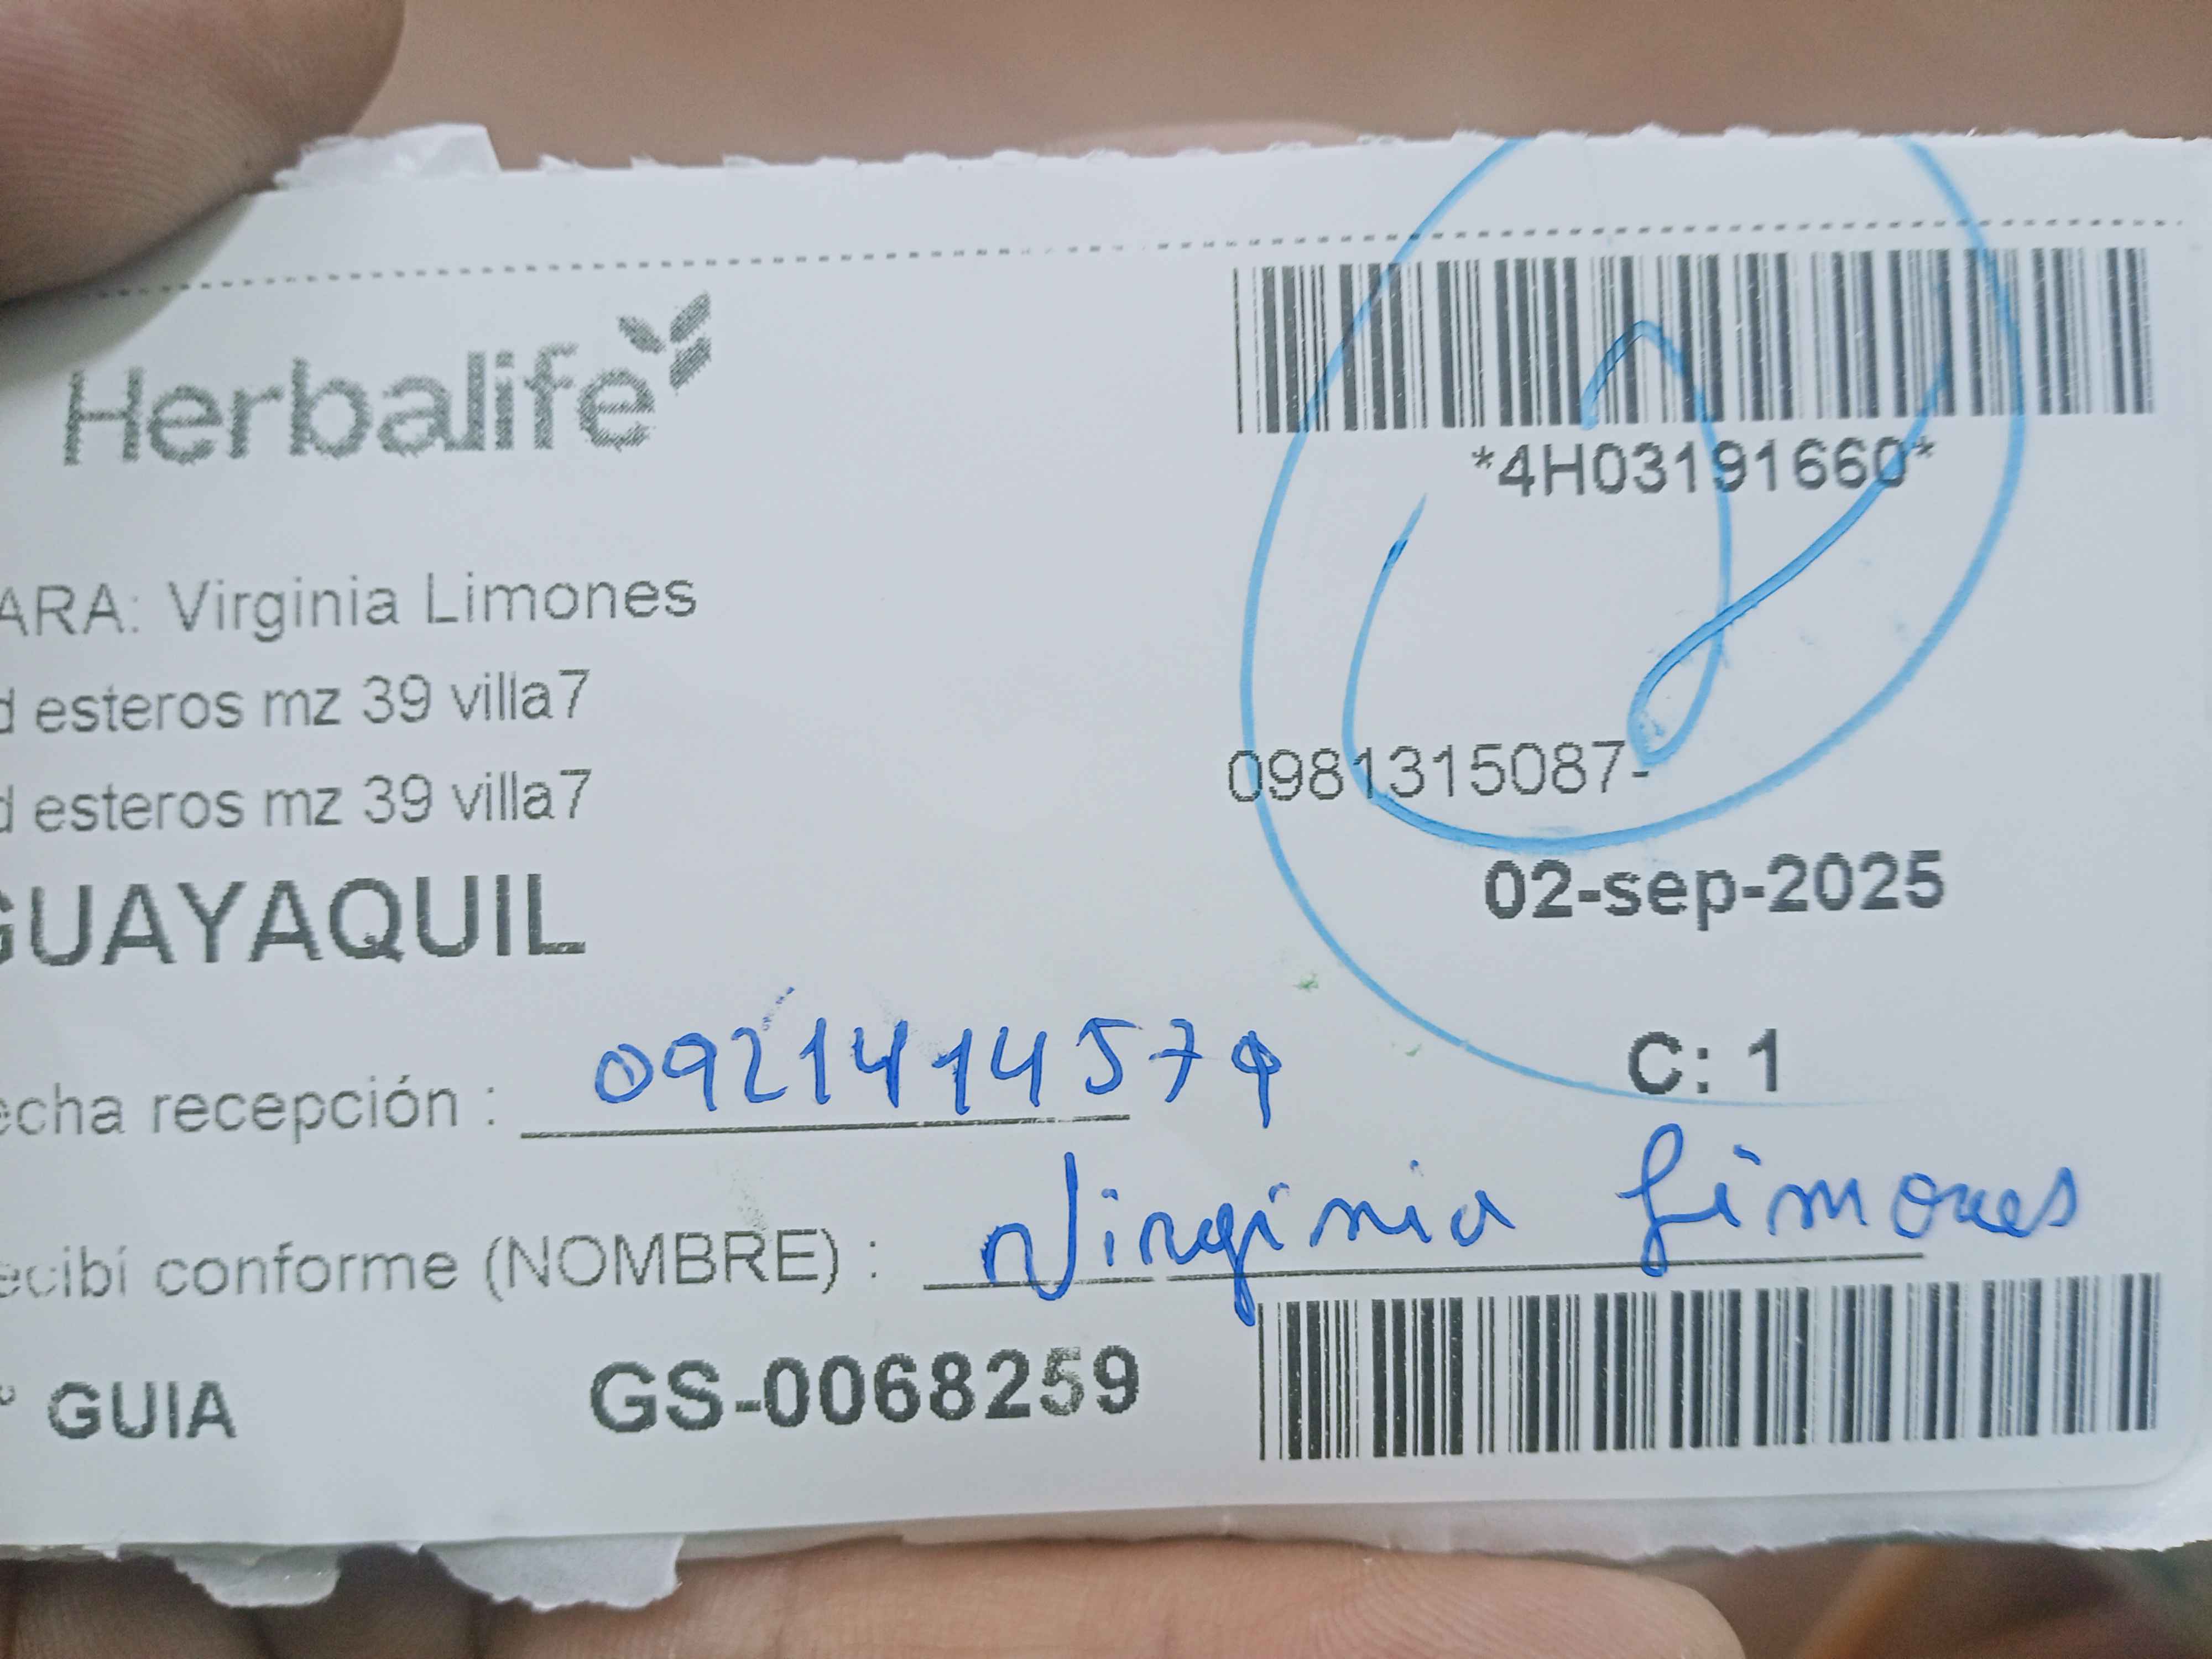 Herbalife
*4H03191660*
ARA: Virginia Limones
d esteros mz 39 villa7
0981315087-
d esteros mz 39 villa7
02-sep-2025
GUAYAQUIL
C: 1
echa recepción : 0921414579
ecibí conforme (NOMBRE) : Virginia Limones
° GUIA GS-0068259